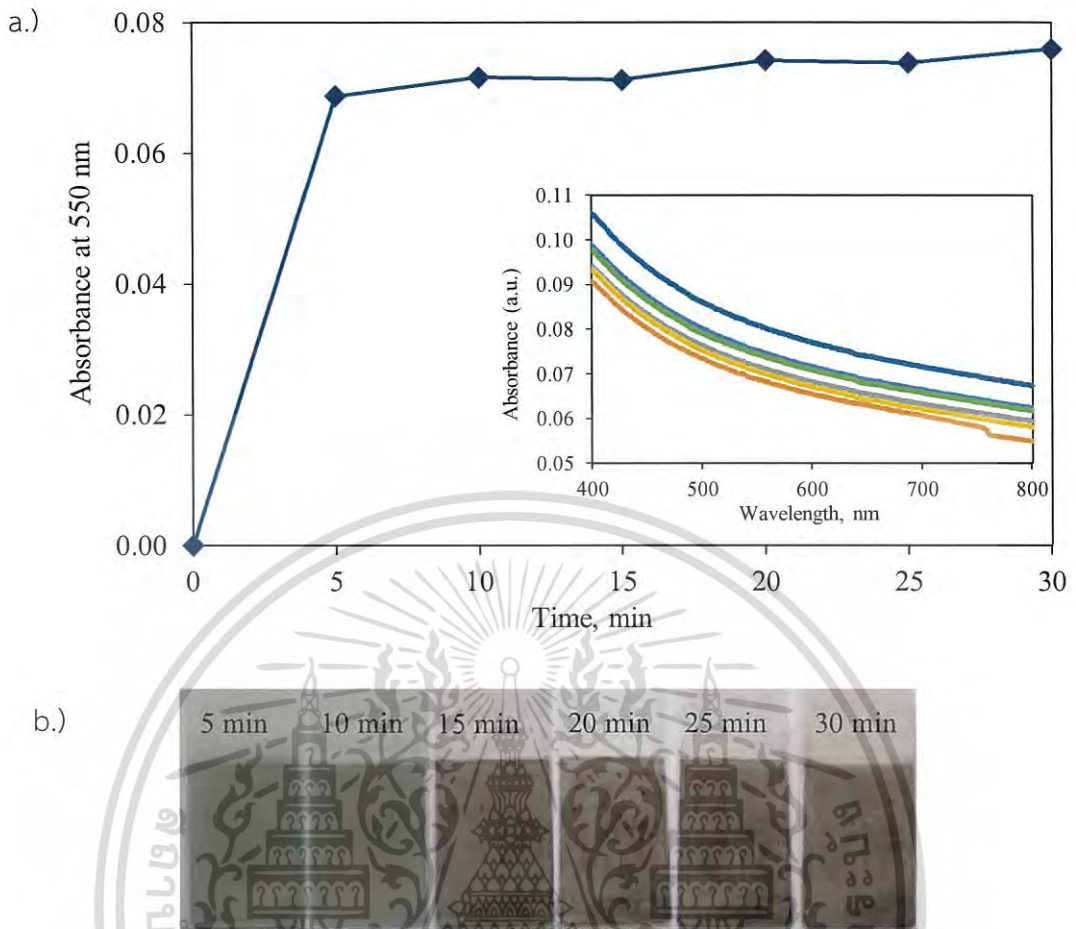 a.)
0.08
0.06
0.04
0.02
0.00
Absorbance at 550 nm
0 5 10 15 20 25 30
Time, min
0.11
0.10
0.09
0.08
0.07
0.06
0.05
Absorbance (a.u.)
400 500 600 700 800
Wavelength, nm
b.)
5 min 10 min 15 min 20 min 25 min 30 min